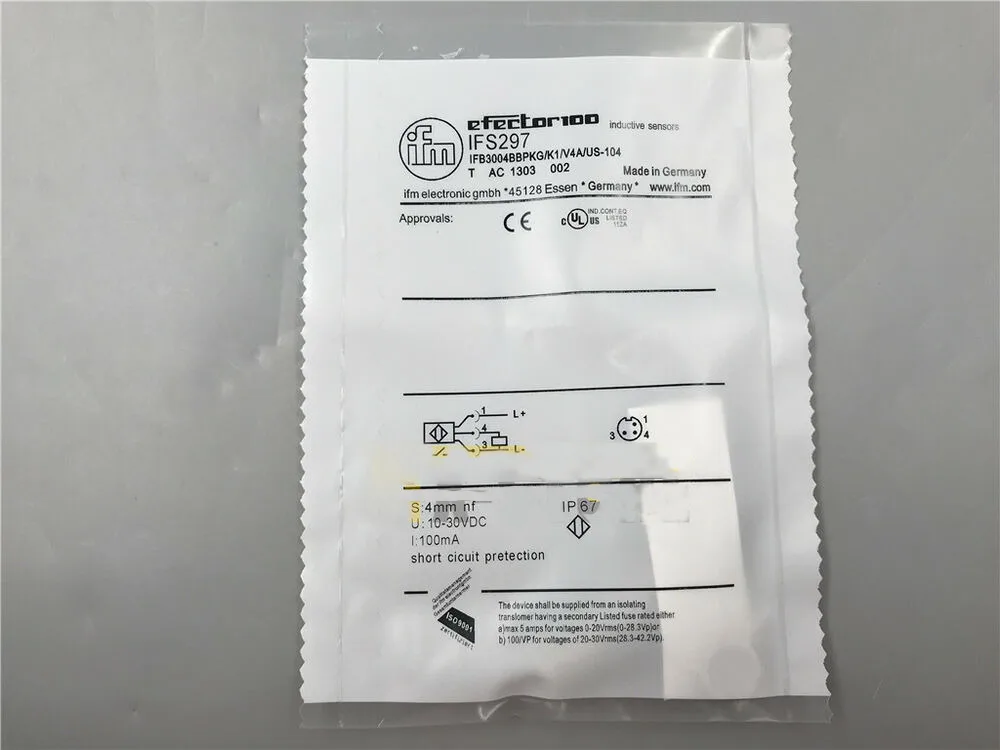 ifm
efector100 inductive sensors
IFS297
IFB3004BBPKG/K1/V4A/US-104
T AC 1303 002 Made in Germany
ifm electronic gmbh *45128 Essen * Germany * www.ifm.com
Approvals:
CE
c UL US
IND.CONT.EQ
LISTED
1 L+
4
3 L-
1
3 4
S:4mm nf
U: 10-30VDC
I:100mA
short cicuit pretection
IP 67
Qualitätsmanagement
ISO9001
zertifiziert
The device shall be supplied from an isolating
translomer having a secondary Listed fuse rated either
a)max 5 amps for voltages 0-20Vrms(0-28.3Vp)or
b) 100/VP for voltages of 20-30Vrms(28.3-42.2Vp).